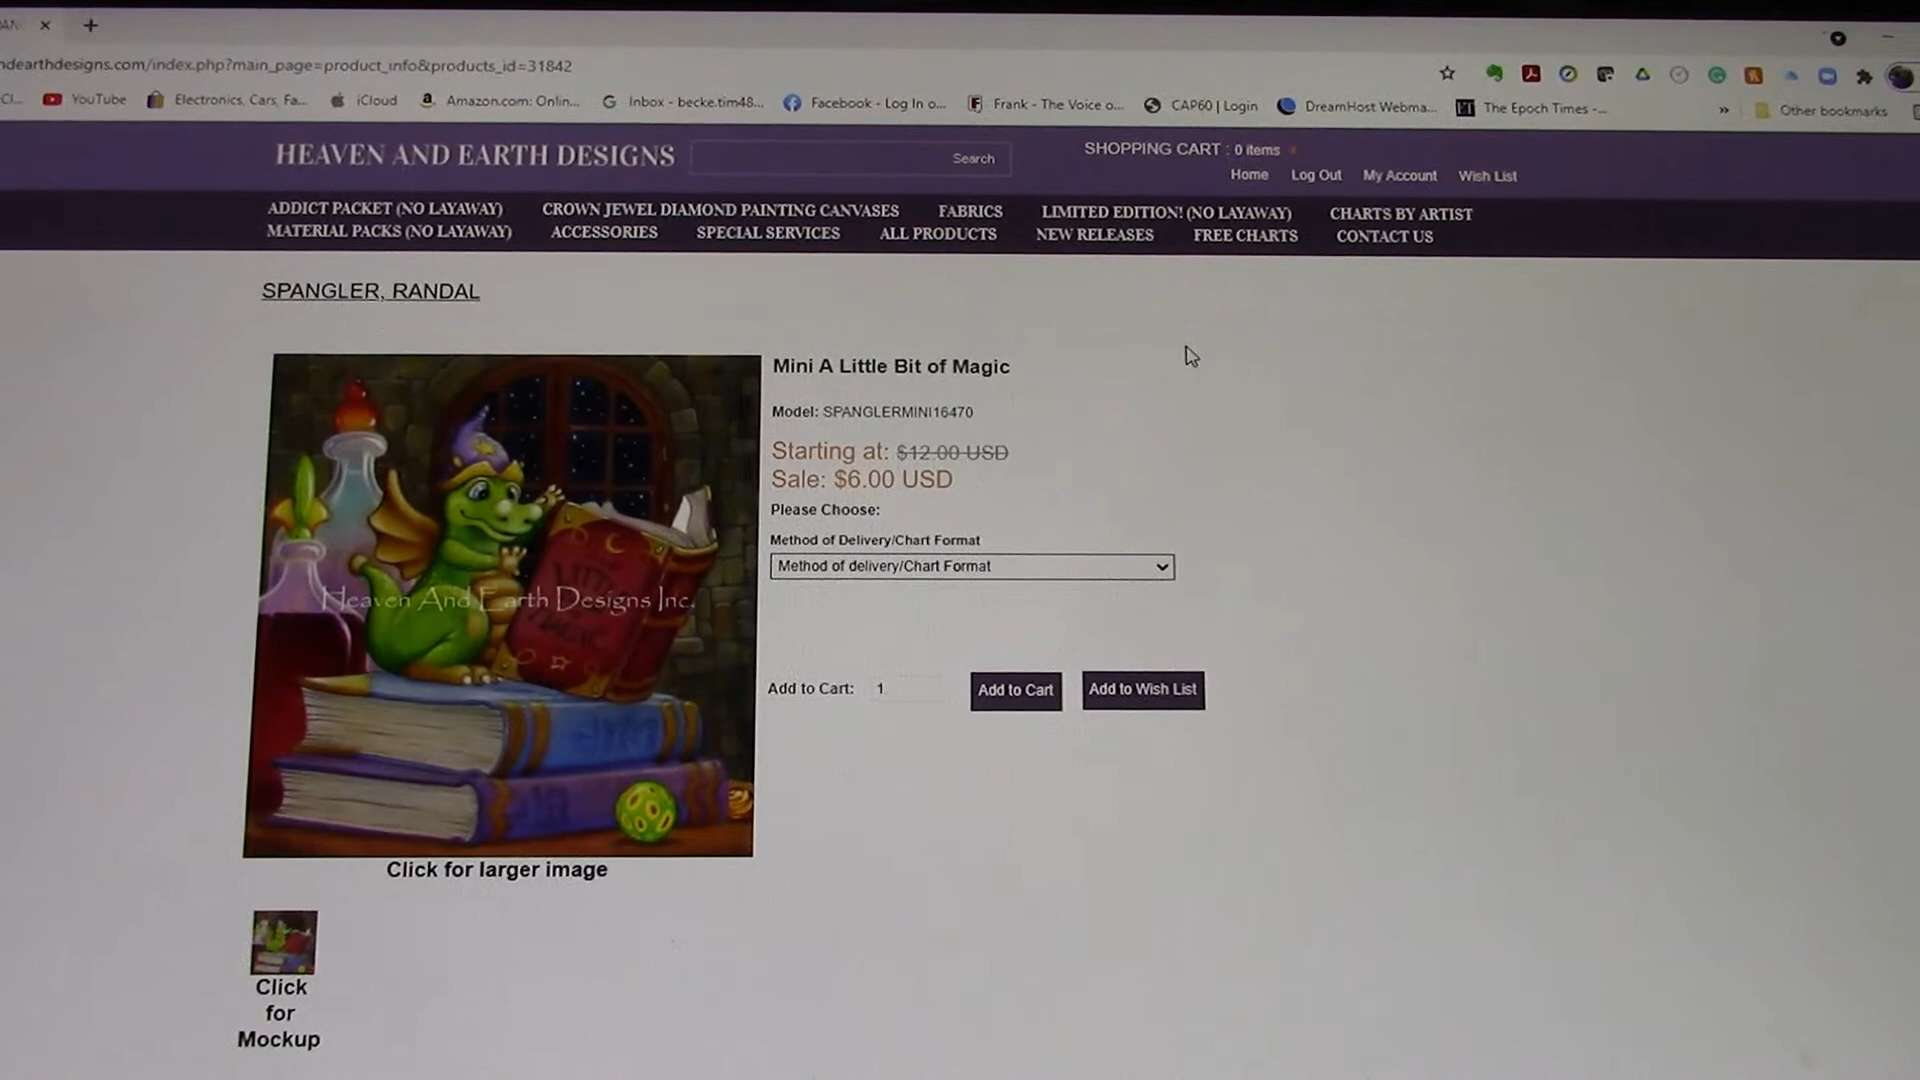 ndearthdesigns.com/index.php?main_page=product_info&products_id=31842
YouTube
Electronics, Cars, Fa...
iCloud
Amazon.com: Onlin...
Inbox - becke.tim48...
Facebook - Log In o...
Frank - The Voice o...
CAP60 | Login
DreamHost Webma...
The Epoch Times -...
»
Other bookmarks
HEAVEN AND EARTH DESIGNS
Search
SHOPPING CART : 0 items
Home Log Out My Account Wish List
ADDICT PACKET (NO LAYAWAY) CROWN JEWEL DIAMOND PAINTING CANVASES FABRICS LIMITED EDITION! (NO LAYAWAY) CHARTS BY ARTIST
MATERIAL PACKS (NO LAYAWAY) ACCESSORIES SPECIAL SERVICES ALL PRODUCTS NEW RELEASES FREE CHARTS CONTACT US
SPANGLER, RANDAL
Mini A Little Bit of Magic
Model: SPANGLERMINI16470
Starting at: $12.00 USD
Sale: $6.00 USD
Please Choose:
Method of Delivery/Chart Format
Method of delivery/Chart Format
Heaven And Earth Designs Inc.
Add to Cart: 1 Add to Cart Add to Wish List
Click for larger image
Click
for
Mockup